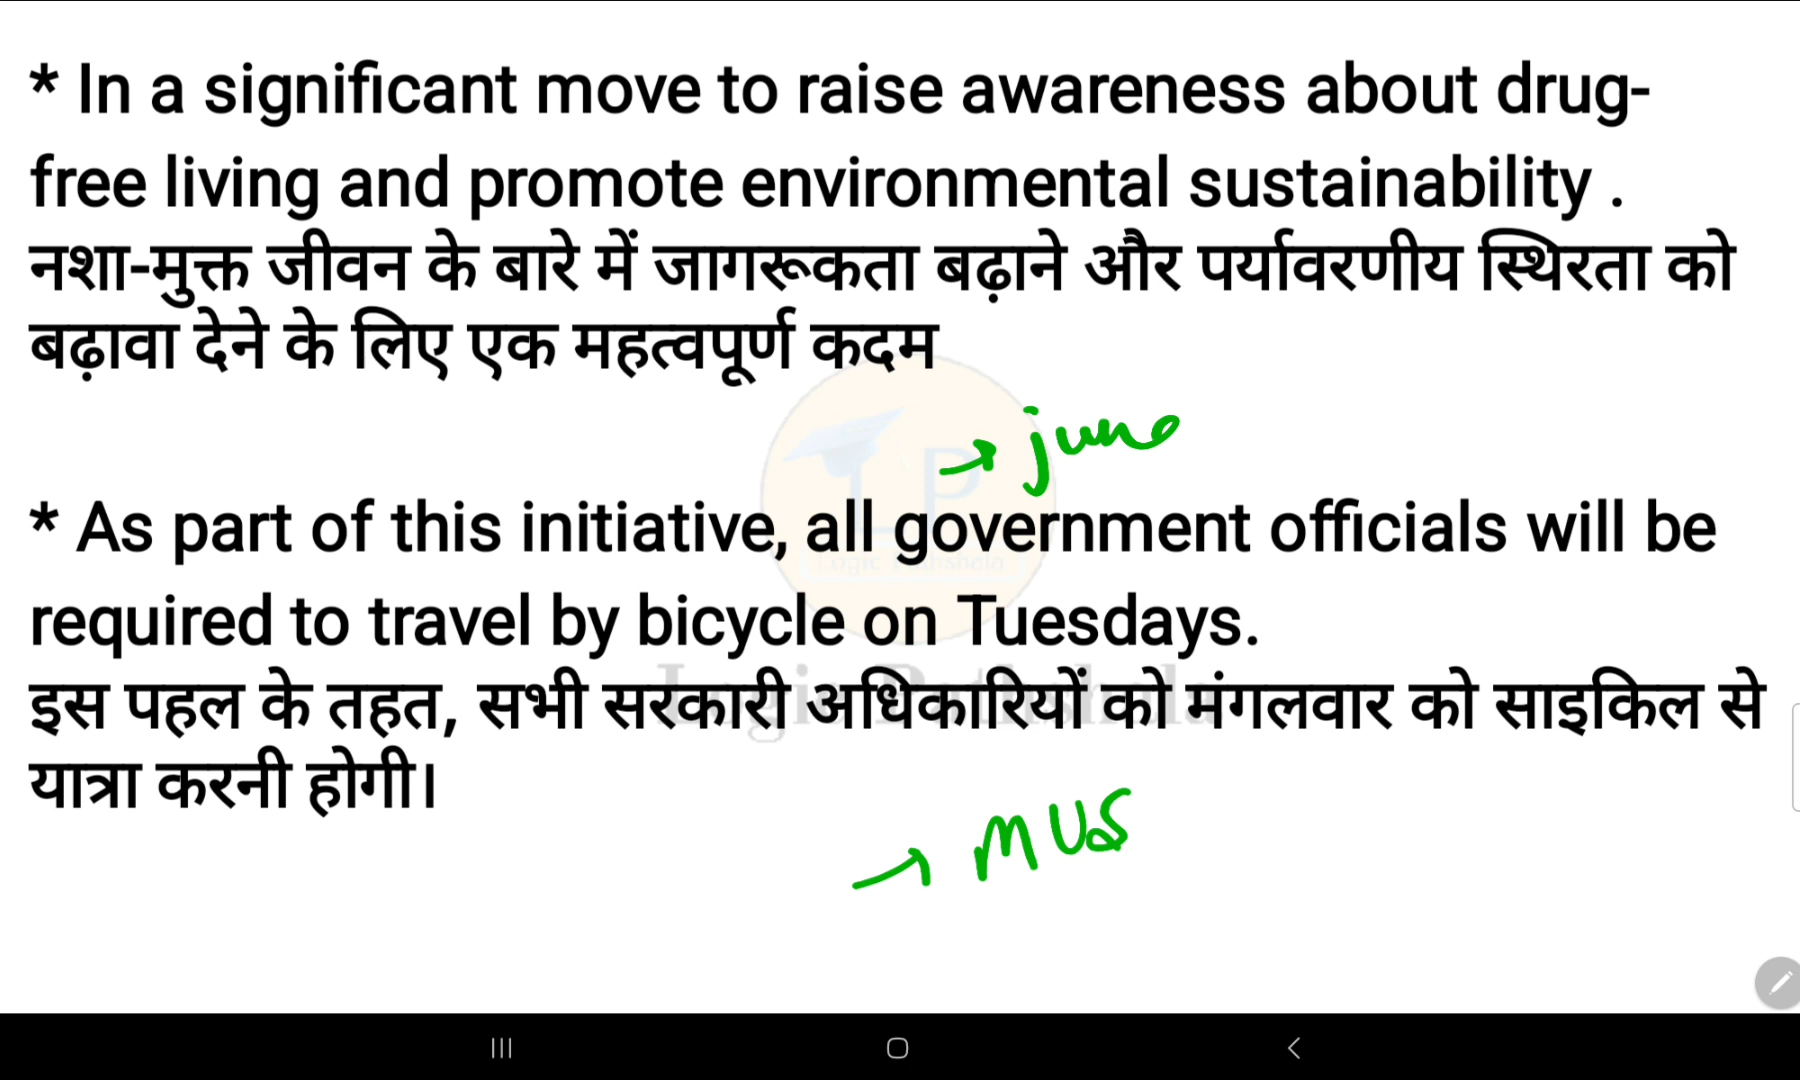 * In a significant move to raise awareness about drug-
free living and promote environmental sustainability .
नशा-मुक्त जीवन के बारे में जागरूकता बढ़ाने और पर्यावरणीय स्थिरता को
बढ़ावा देने के लिए एक महत्वपूर्ण कदम
→ june
* As part of this initiative, all government officials will be
required to travel by bicycle on Tuesdays.
इस पहल के तहत, सभी सरकारी अधिकारियों को मंगलवार को साइकिल से
यात्रा करनी होगी।